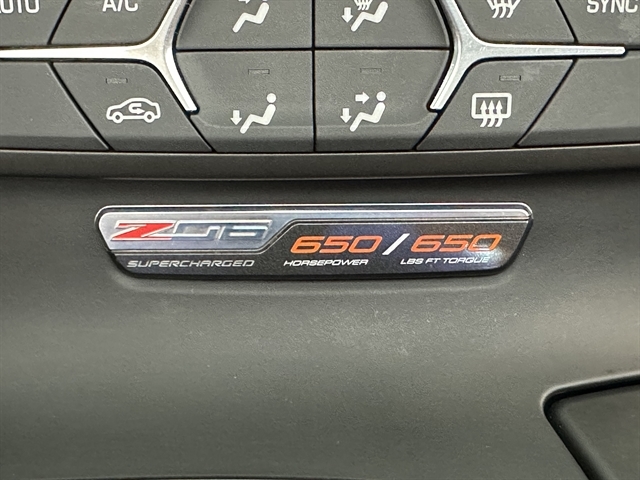 AUTO A/C SYNC
Z06 650 / 650
SUPERCHARGED HORSEPOWER LBS FT TORQUE